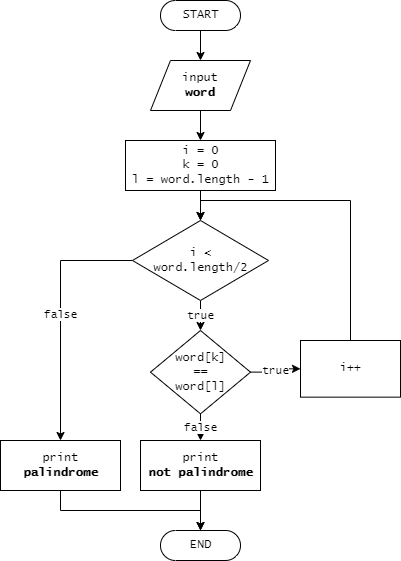 START
input
word
i = 0
k = 0
l = word.length - 1
i <
word.length/2
false
true
word[k]
==
word[l]
true
i++
false
print
palindrome
print
not palindrome
END